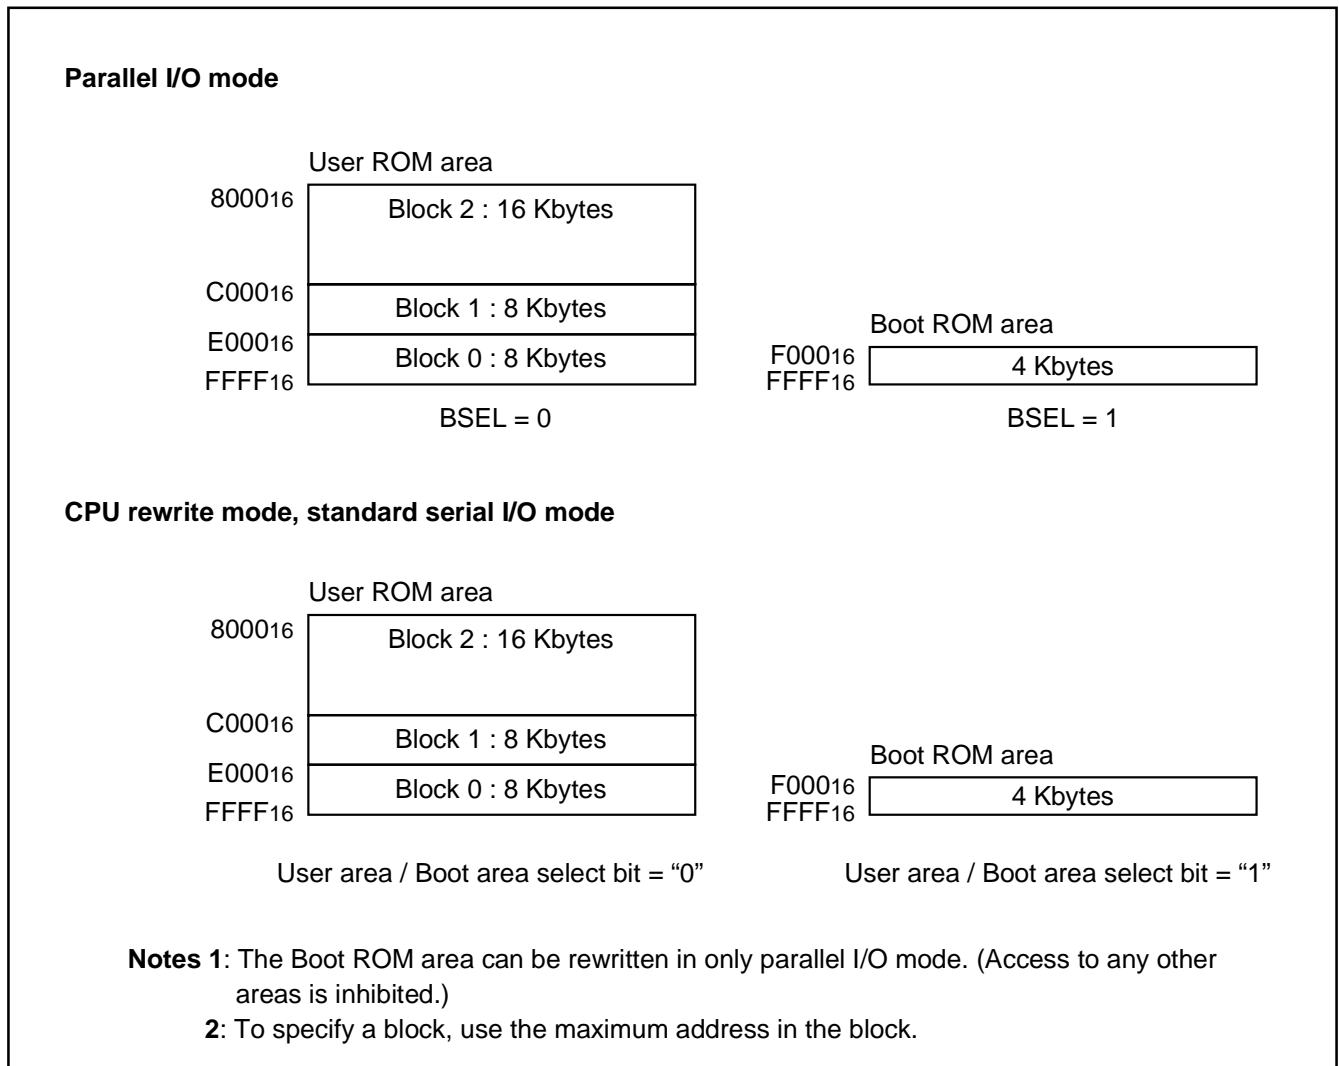 Parallel I/O mode
User ROM area
8000₁₆
Block 2 : 16 Kbytes
C000₁₆
Block 1 : 8 Kbytes
E000₁₆
Block 0 : 8 Kbytes
FFFF₁₆
BSEL = 0
Boot ROM area
F000₁₆
4 Kbytes
FFFF₁₆
BSEL = 1
CPU rewrite mode, standard serial I/O mode
User ROM area
8000₁₆
Block 2 : 16 Kbytes
C000₁₆
Block 1 : 8 Kbytes
E000₁₆
Block 0 : 8 Kbytes
FFFF₁₆
User area / Boot area select bit = “0”
Boot ROM area
F000₁₆
4 Kbytes
FFFF₁₆
User area / Boot area select bit = “1”
Notes 1: The Boot ROM area can be rewritten in only parallel I/O mode. (Access to any other
areas is inhibited.)
2: To specify a block, use the maximum address in the block.